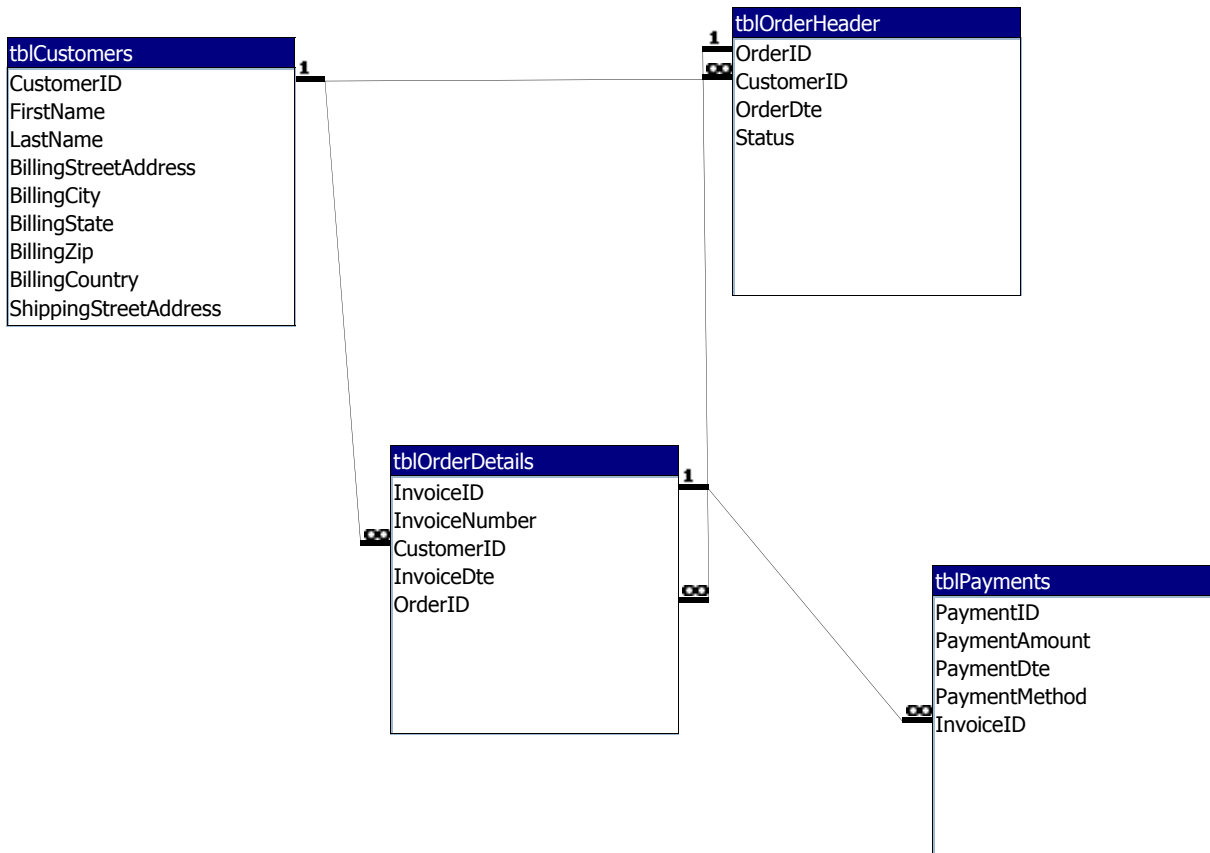 tblCustomers
CustomerID
FirstName
LastName
BillingStreetAddress
BillingCity
BillingState
BillingZip
BillingCountry
ShippingStreetAddress
1
tblOrderHeader
OrderID
CustomerID
OrderDte
Status
1
∞
tblOrderDetails
InvoiceID
InvoiceNumber
CustomerID
InvoiceDte
OrderID
∞
1
∞
tblPayments
PaymentID
PaymentAmount
PaymentDte
PaymentMethod
InvoiceID
∞